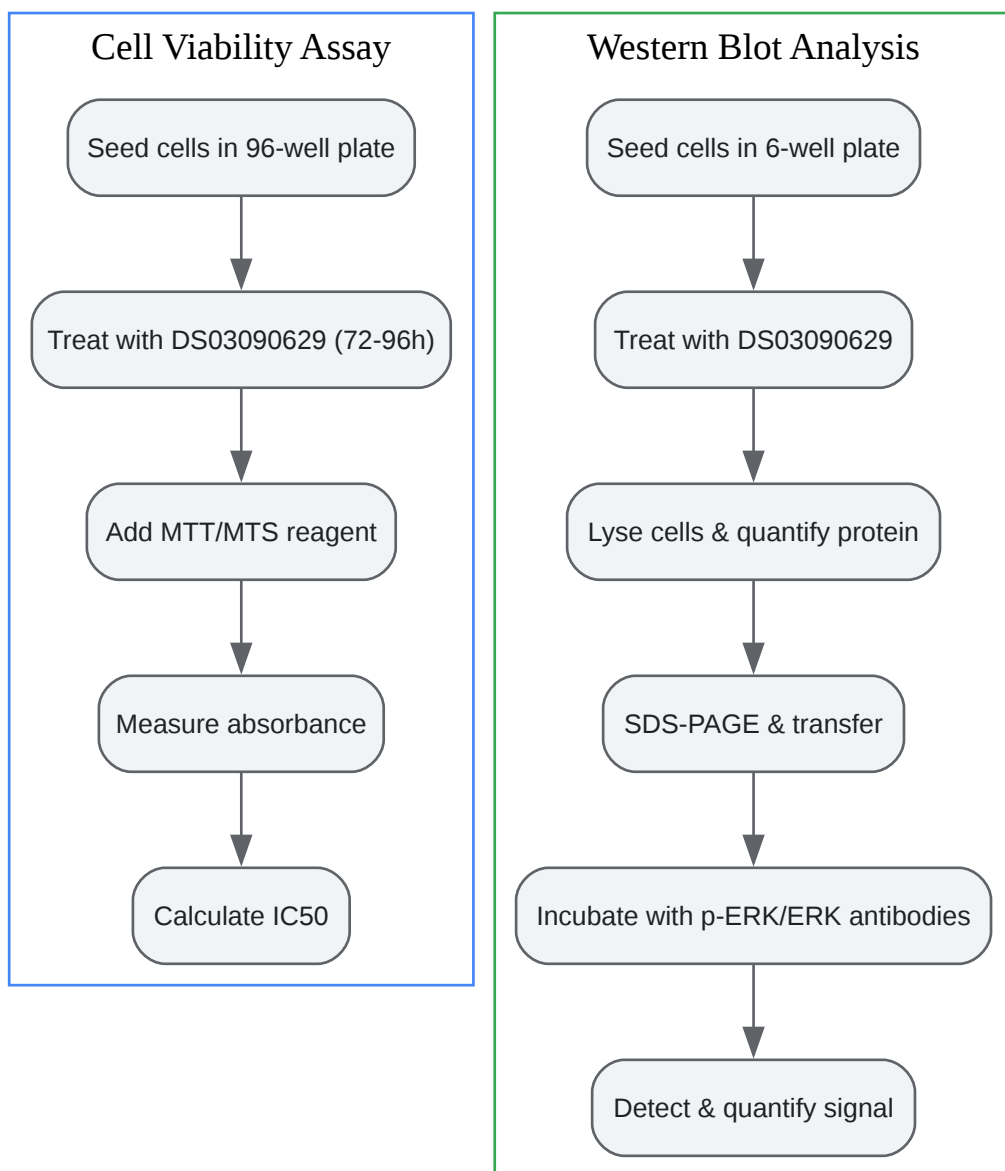 Cell Viability Assay
Seed cells in 96-well plate
Treat with DS03090629 (72-96h)
Add MTT/MTS reagent
Measure absorbance
Calculate IC50
Western Blot Analysis
Seed cells in 6-well plate
Treat with DS03090629
Lyse cells & quantify protein
SDS-PAGE & transfer
Incubate with p-ERK/ERK antibodies
Detect & quantify signal